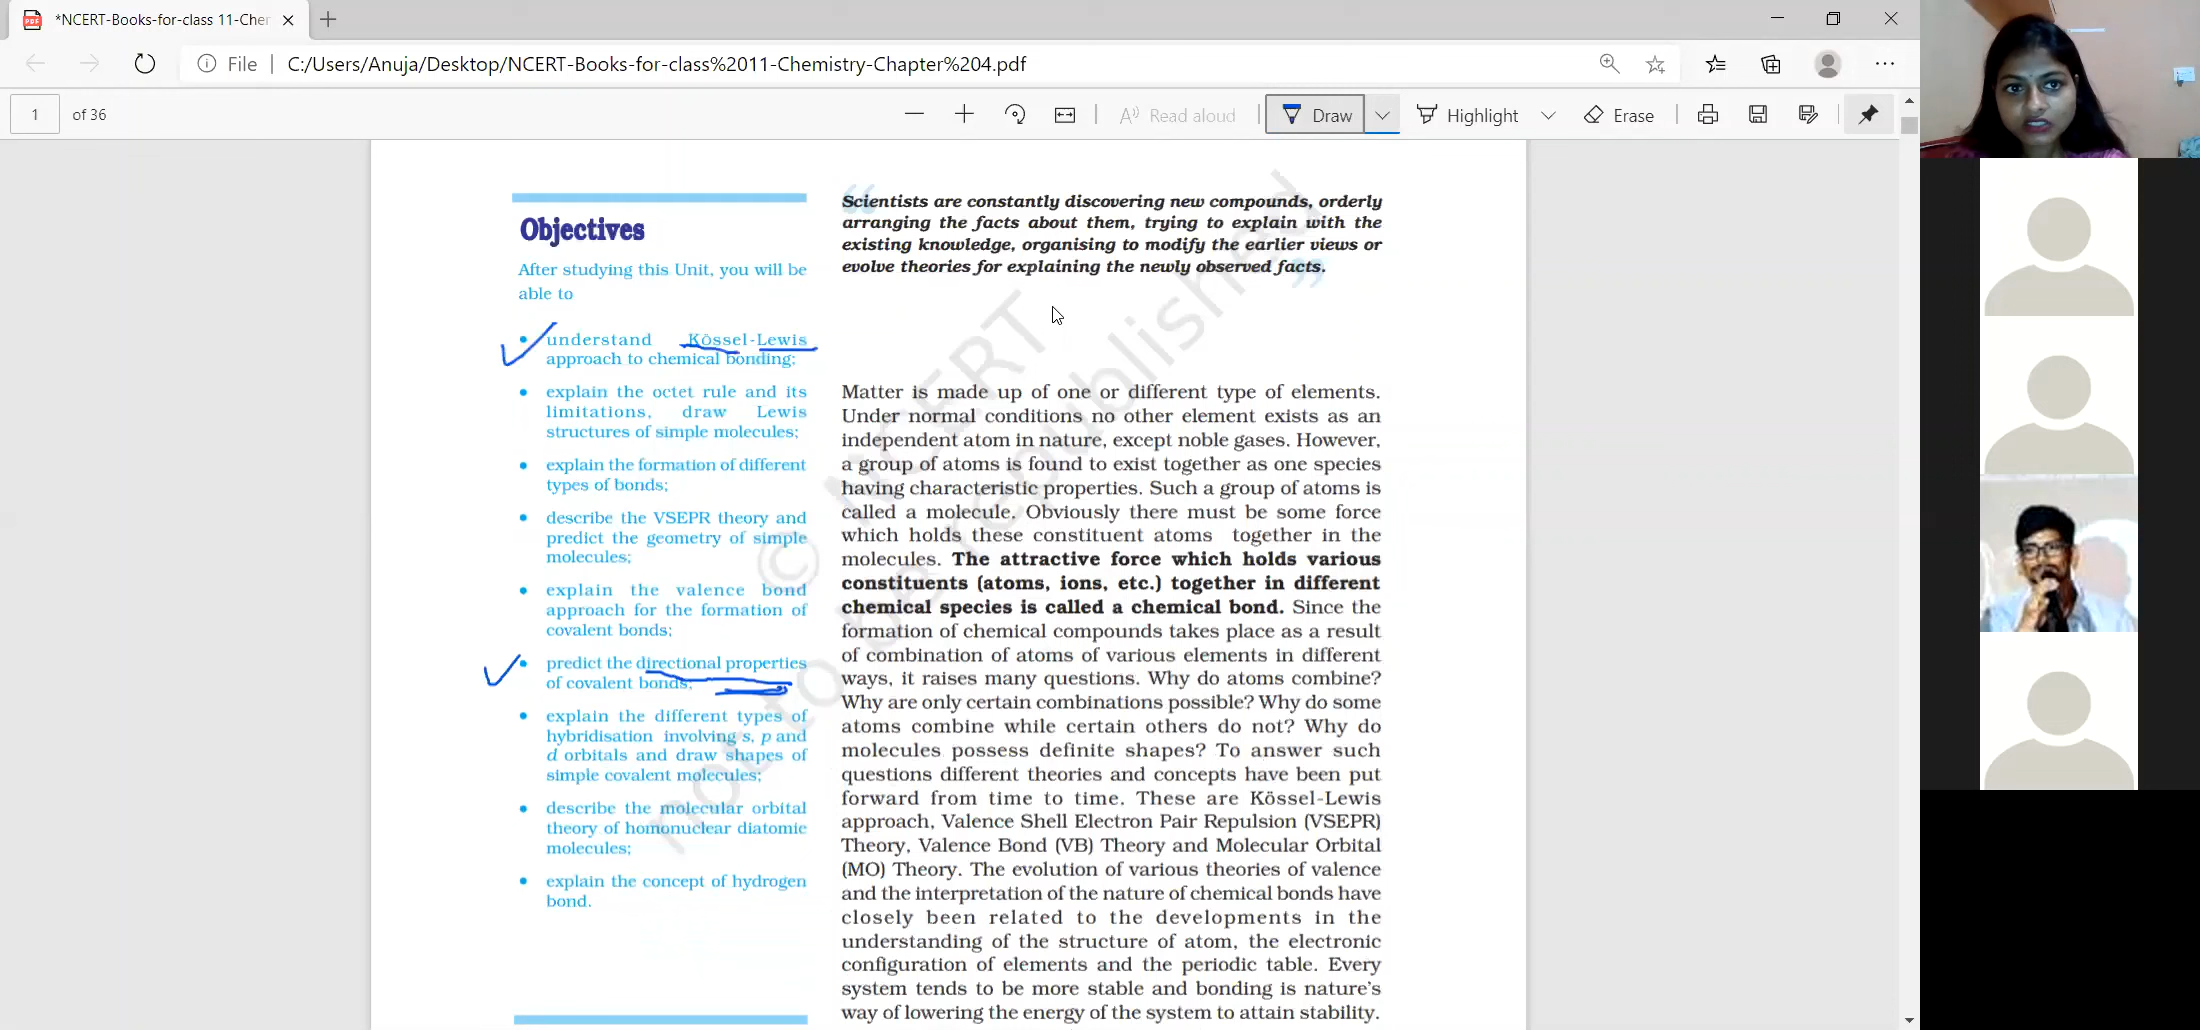 *NCERT-Books-for-class 11-Cher
File
C:/Users/Anuja/Desktop/NCERT-Books-for-class%2011-Chemistry-Chapter%204.pdf
1
of 36
Read aloud
Draw
Highlight
Erase
Objectives
After studying this Unit, you will be
able to
• understand Kössel-Lewis
approach to chemical bonding;
• explain the octet rule and its
limitations, draw Lewis
structures of simple molecules;
• explain the formation of different
types of bonds;
• describe the VSEPR theory and
predict the geometry of simple
molecules;
• explain the valence bond
approach for the formation of
covalent bonds;
• predict the directional properties
of covalent bonds;
• explain the different types of
hybridisation involving s, p and
d orbitals and draw shapes of
simple covalent molecules;
• describe the molecular orbital
theory of homonuclear diatomic
molecules;
• explain the concept of hydrogen
bond.
“Scientists are constantly discovering new compounds, orderly
arranging the facts about them, trying to explain with the
existing knowledge, organising to modify the earlier views or
evolve theories for explaining the newly observed facts.”
Matter is made up of one or different type of elements.
Under normal conditions no other element exists as an
independent atom in nature, except noble gases. However,
a group of atoms is found to exist together as one species
having characteristic properties. Such a group of atoms is
called a molecule. Obviously there must be some force
which holds these constituent atoms together in the
molecules. The attractive force which holds various
constituents (atoms, ions, etc.) together in different
chemical species is called a chemical bond. Since the
formation of chemical compounds takes place as a result
of combination of atoms of various elements in different
ways, it raises many questions. Why do atoms combine?
Why are only certain combinations possible? Why do some
atoms combine while certain others do not? Why do
molecules possess definite shapes? To answer such
questions different theories and concepts have been put
forward from time to time. These are Kössel-Lewis
approach, Valence Shell Electron Pair Repulsion (VSEPR)
Theory, Valence Bond (VB) Theory and Molecular Orbital
(MO) Theory. The evolution of various theories of valence
and the interpretation of the nature of chemical bonds have
closely been related to the developments in the
understanding of the structure of atom, the electronic
configuration of elements and the periodic table. Every
system tends to be more stable and bonding is nature’s
way of lowering the energy of the system to attain stability.
© NCERT
not to be republished